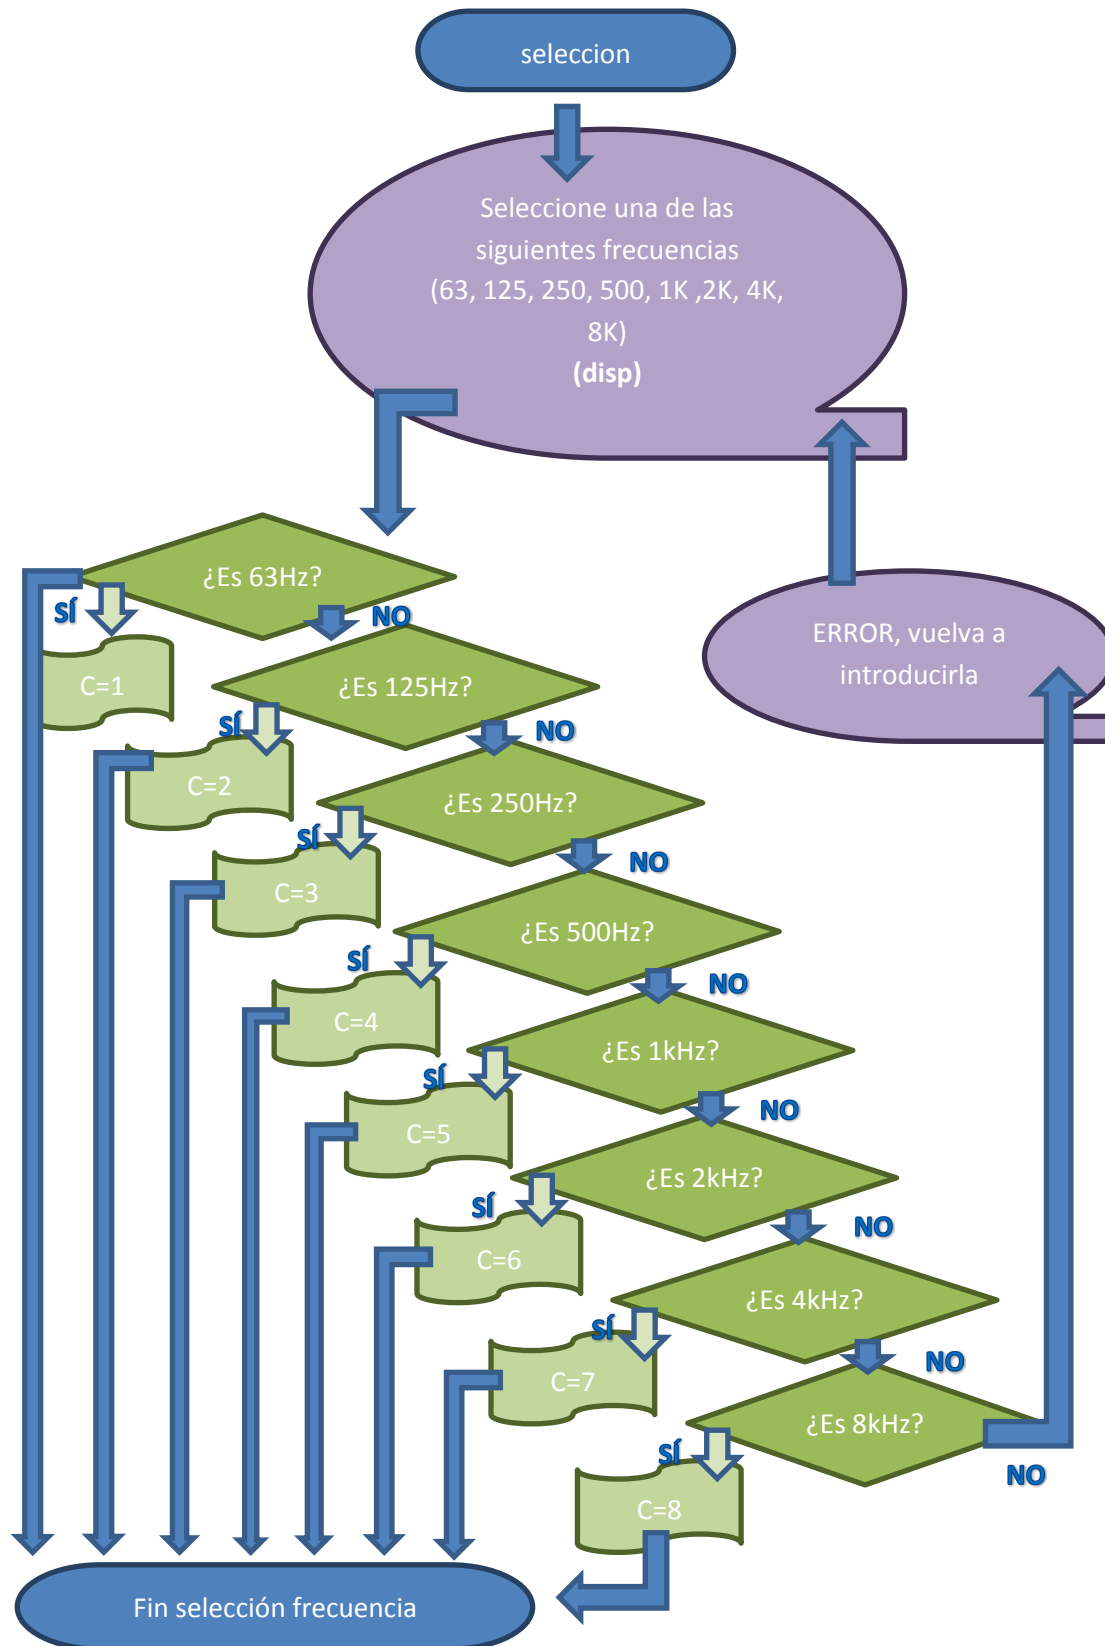 seleccion
Seleccione una de las
siguientes frecuencias
(63, 125, 250, 500, 1K ,2K, 4K,
8K)
(disp)
¿Es 63Hz?
SÍ
NO
ERROR, vuelva a
introducirla
C=1
¿Es 125Hz?
SÍ
NO
C=2
¿Es 250Hz?
SÍ
NO
C=3
¿Es 500Hz?
SÍ
NO
C=4
¿Es 1kHz?
SÍ
NO
C=5
¿Es 2kHz?
SÍ
NO
C=6
¿Es 4kHz?
SÍ
NO
C=7
¿Es 8kHz?
SÍ
NO
C=8
Fin selección frecuencia